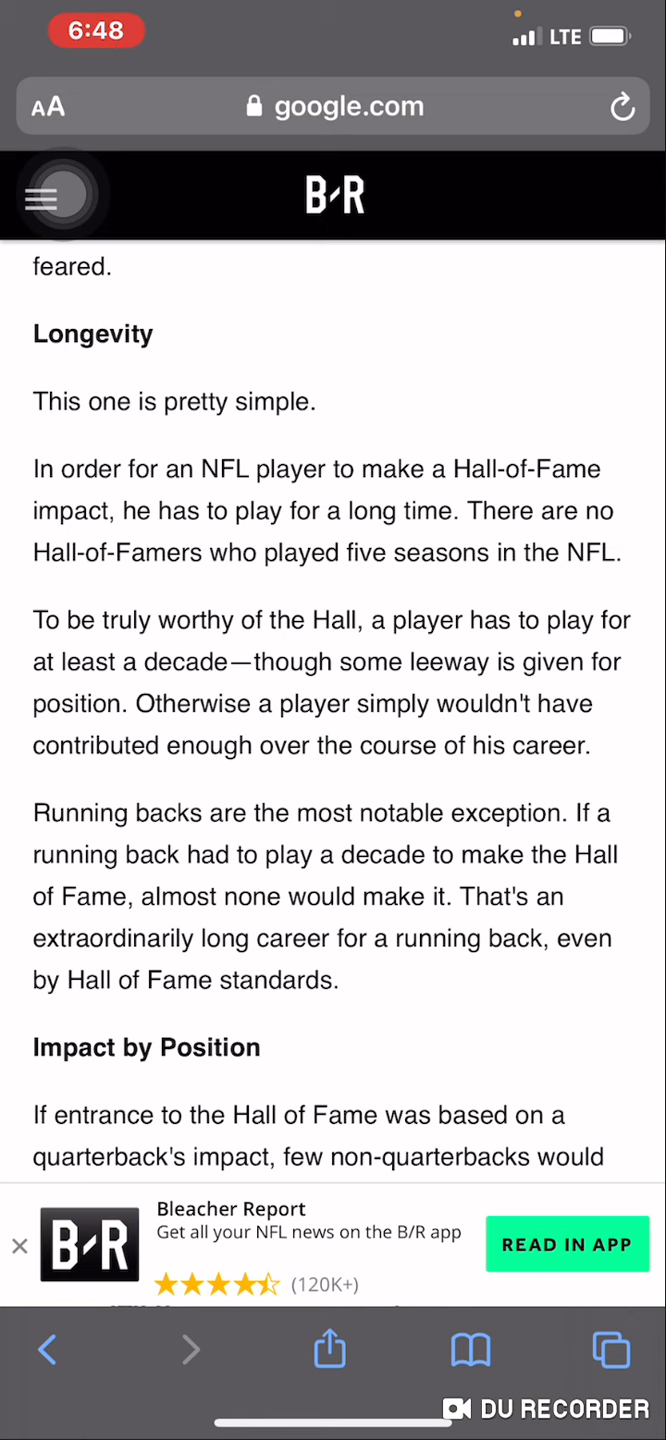 6:48
LTE
AA
google.com
B/R
feared.
Longevity
This one is pretty simple.
In order for an NFL player to make a Hall-of-Fame
impact, he has to play for a long time. There are no
Hall-of-Famers who played five seasons in the NFL.
To be truly worthy of the Hall, a player has to play for
at least a decade—though some leeway is given for
position. Otherwise a player simply wouldn't have
contributed enough over the course of his career.
Running backs are the most notable exception. If a
running back had to play a decade to make the Hall
of Fame, almost none would make it. That's an
extraordinarily long career for a running back, even
by Hall of Fame standards.
Impact by Position
If entrance to the Hall of Fame was based on a
quarterback's impact, few non-quarterbacks would
Bleacher Report
Get all your NFL news on the B/R app
B/R
READ IN APP
(120K+)
DU RECORDER